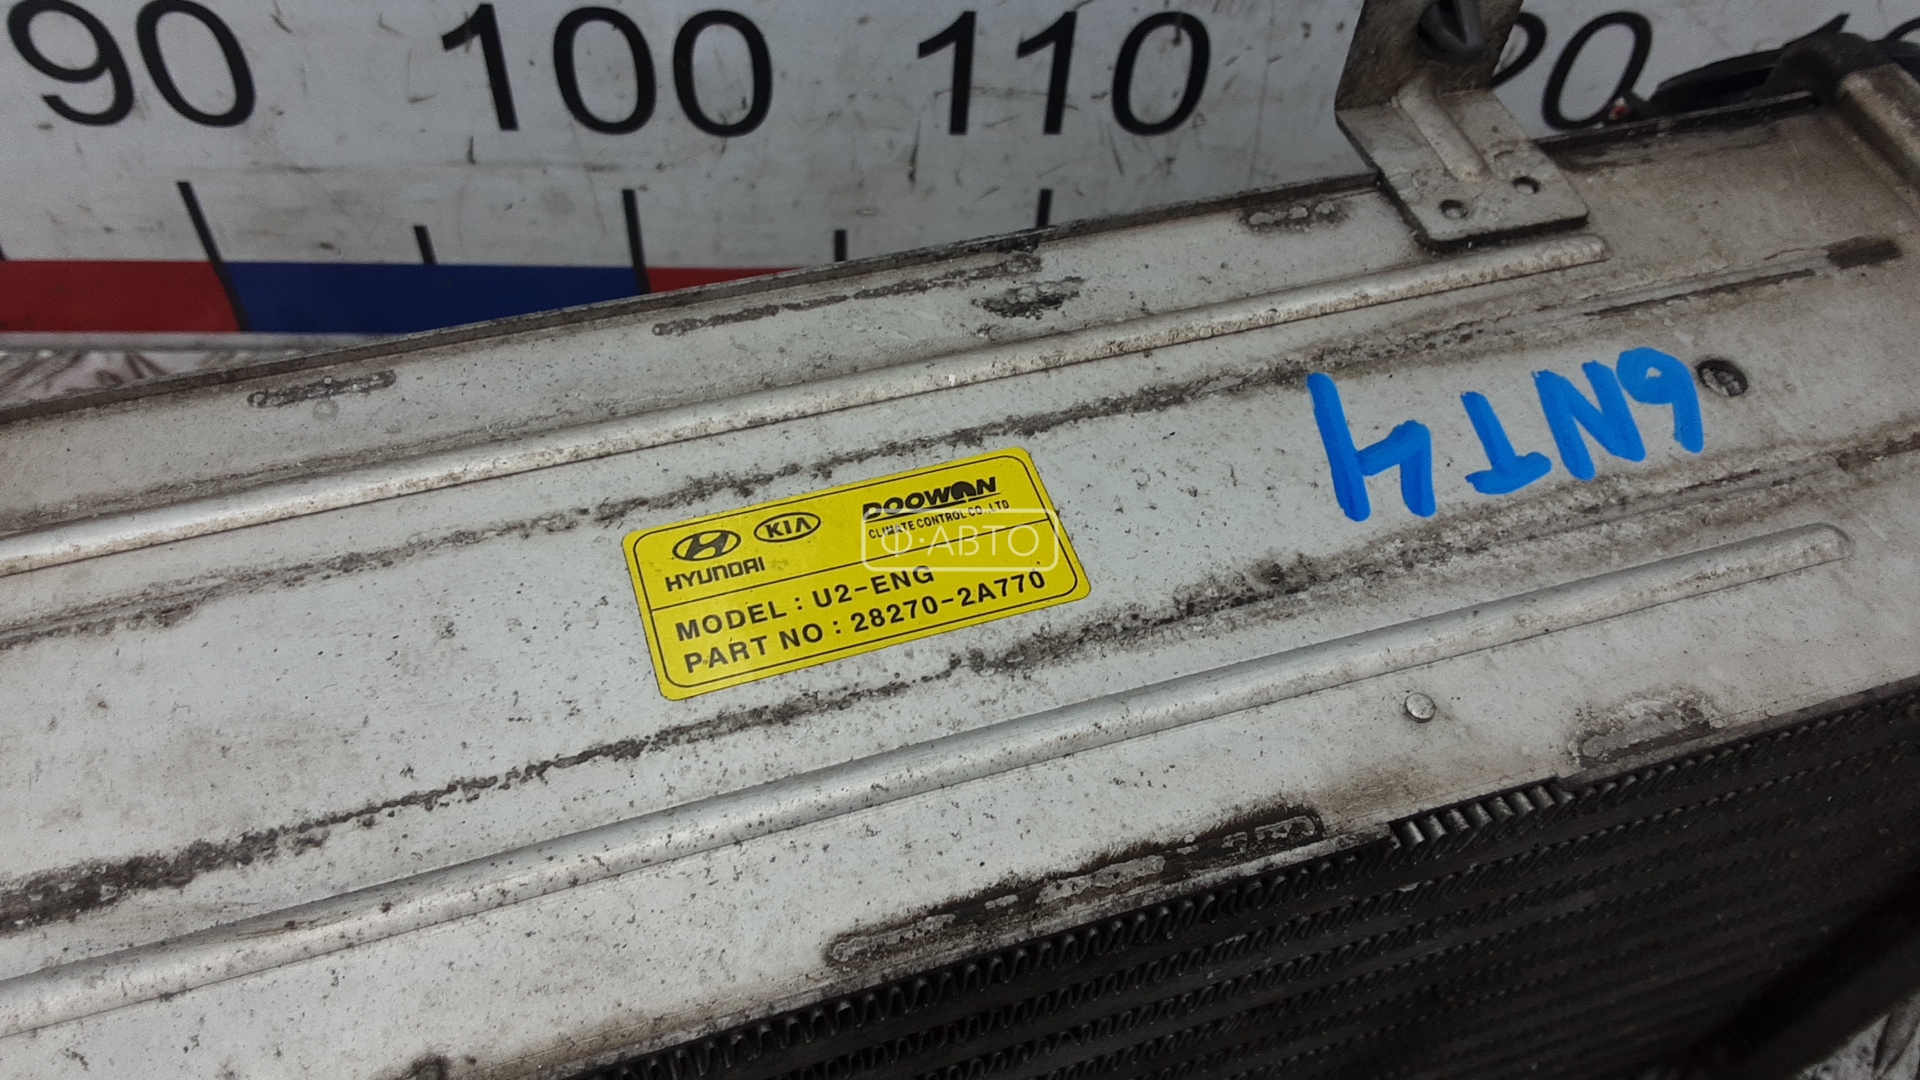 90 100 110 20
6NT4
HYUNDAI KIA DOOWON
CLIMATE CONTROL CO.,LTD
Ф·АВТО
MODEL : U2-ENG
PART NO : 28270-2A770